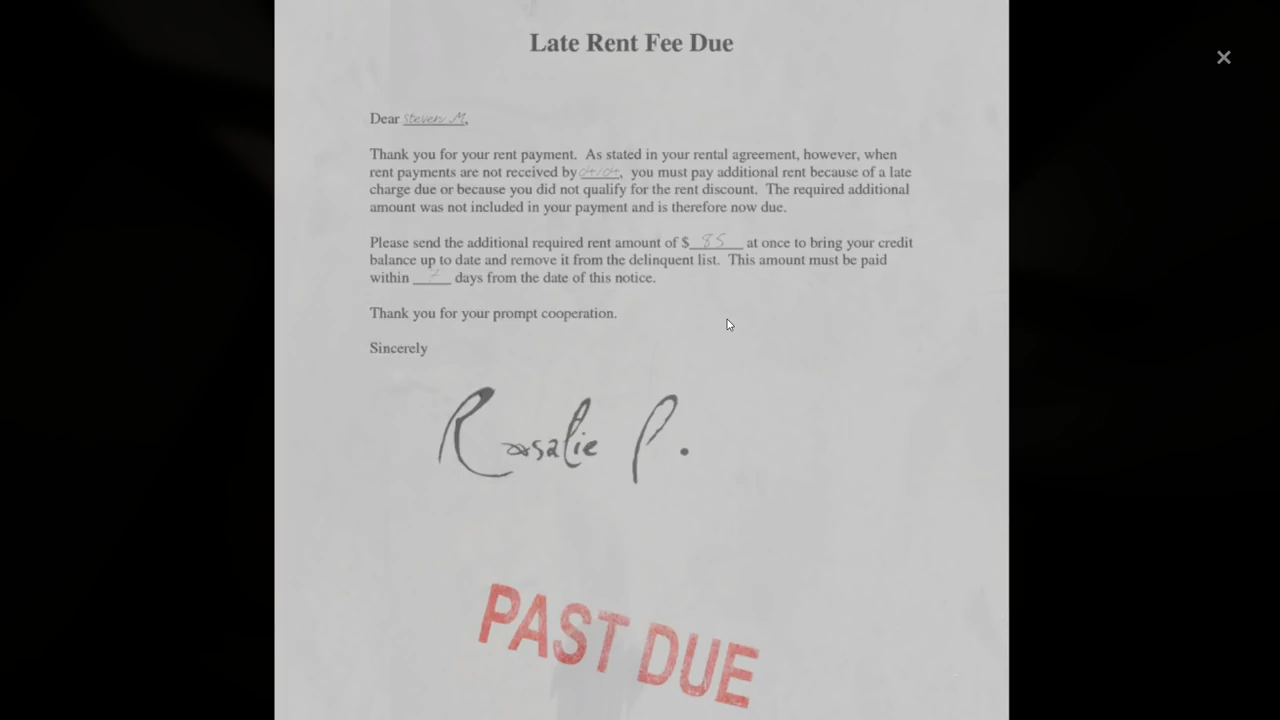 Late Rent Fee Due
Dear Steven M,
Thank you for your rent payment. As stated in your rental agreement, however, when
rent payments are not received by 04/04, you must pay additional rent because of a late
charge due or because you did not qualify for the rent discount. The required additional
amount was not included in your payment and is therefore now due.
Please send the additional required rent amount of $ 85 at once to bring your credit
balance up to date and remove it from the delinquent list. This amount must be paid
within 7 days from the date of this notice.
Thank you for your prompt cooperation.
Sincerely
Rosalie P.
PAST DUE